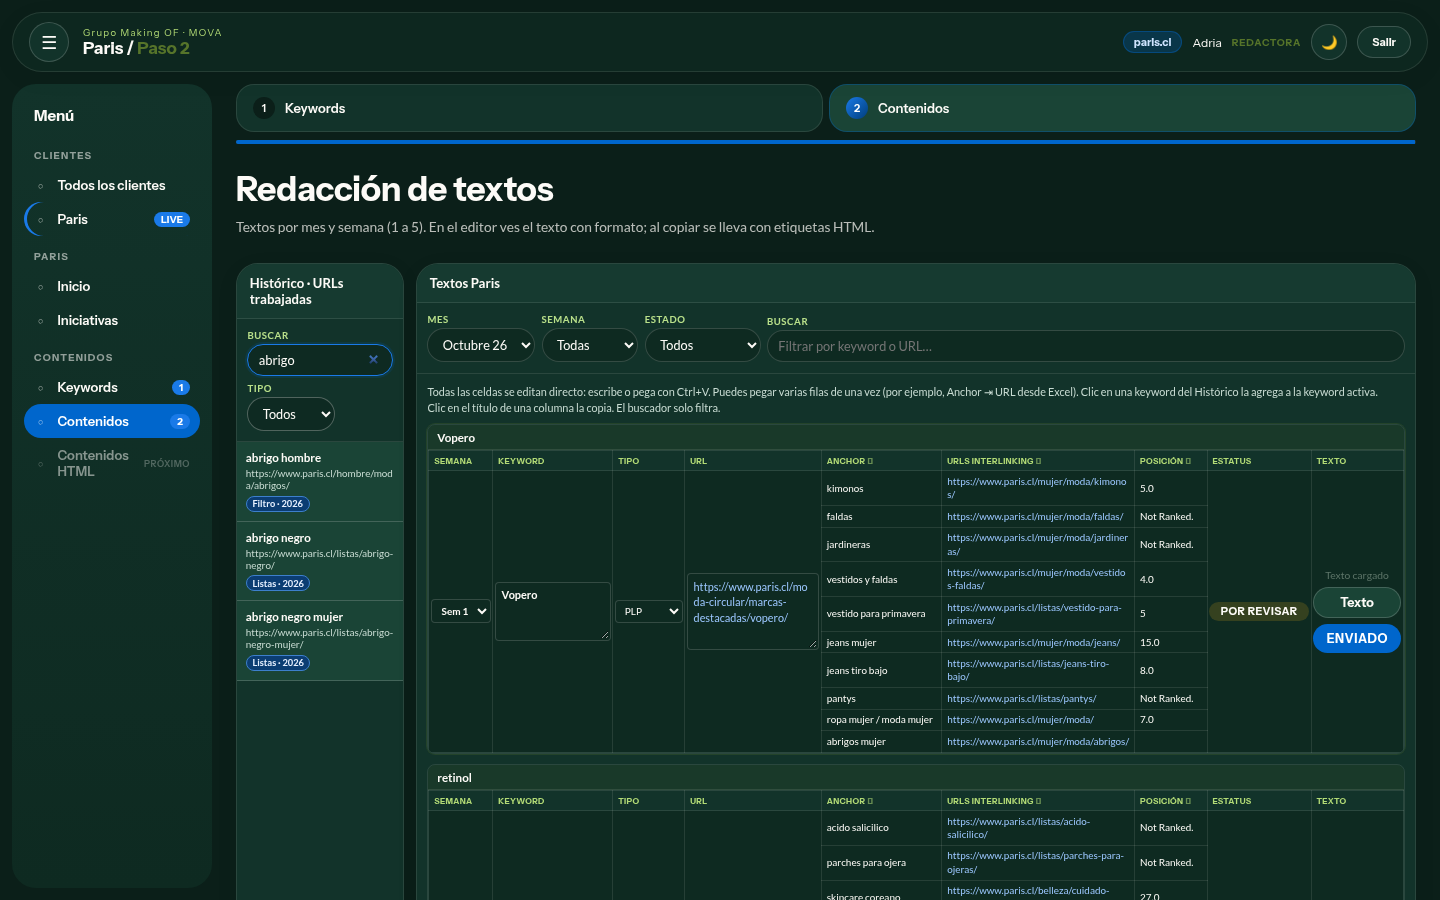 Grupo Making OF · MOVA
Paris / Paso 2
paris.cl
Adria
REDACTORA
Salir
Menú
CLIENTES
Todos los clientes
Paris
LIVE
PARIS
Inicio
Iniciativas
CONTENIDOS
Keywords
1
Contenidos
2
Contenidos
HTML
PRÓXIMO
1 Keywords
2 Contenidos
Redacción de textos
Textos por mes y semana (1 a 5). En el editor ves el texto con formato; al copiar se lleva con etiquetas HTML.
Histórico · URLs
trabajadas
BUSCAR
abrigo
TIPO
Todos
abrigo hombre
https://www.paris.cl/hombre/mod
a/abrigos/
Filtro · 2026
abrigo negro
https://www.paris.cl/listas/abrigo-
negro/
Listas · 2026
abrigo negro mujer
https://www.paris.cl/listas/abrigo-
negro-mujer/
Listas · 2026
Textos Paris
MES SEMANA ESTADO BUSCAR
Octubre 26 Todas Todos Filtrar por keyword o URL...
Todas las celdas se editan directo: escribe o pega con Ctrl+V. Puedes pegar varias filas de una vez (por ejemplo, Anchor ⇥ URL desde Excel). Clic en una keyword del Histórico la agrega a la keyword activa.
Clic en el título de una columna la copia. El buscador solo filtra.
Vopero
SEMANA KEYWORD TIPO URL ANCHOR URLS INTERLINKING POSICIÓN ESTATUS TEXTO
Sem 1
Vopero
PLP
https://www.paris.cl/mo
da-circular/marcas-
destacadas/vopero/
kimonos https://www.paris.cl/mujer/moda/kimono
s/ 5.0
faldas https://www.paris.cl/mujer/moda/faldas/ Not Ranked.
jardineras https://www.paris.cl/mujer/moda/jardiner
as/ Not Ranked.
vestidos y faldas https://www.paris.cl/mujer/moda/vestido
s-faldas/ 4.0
vestido para primavera https://www.paris.cl/listas/vestido-para-
primavera/ 5
jeans mujer https://www.paris.cl/mujer/moda/jeans/ 15.0
jeans tiro bajo https://www.paris.cl/listas/jeans-tiro-
bajo/ 8.0
pantys https://www.paris.cl/listas/pantys/ Not Ranked.
ropa mujer / moda mujer https://www.paris.cl/mujer/moda/ 7.0
abrigos mujer https://www.paris.cl/mujer/moda/abrigos/
POR REVISAR
Texto cargado
Texto
ENVIADO
retinol
SEMANA KEYWORD TIPO URL ANCHOR URLS INTERLINKING POSICIÓN ESTATUS TEXTO
acido salicilico https://www.paris.cl/listas/acido-
salicilico/ Not Ranked.
parches para ojera https://www.paris.cl/listas/parches-para-
ojeras/ Not Ranked.
skincare coreano https://www.paris.cl/belleza/cuidado- 27.0